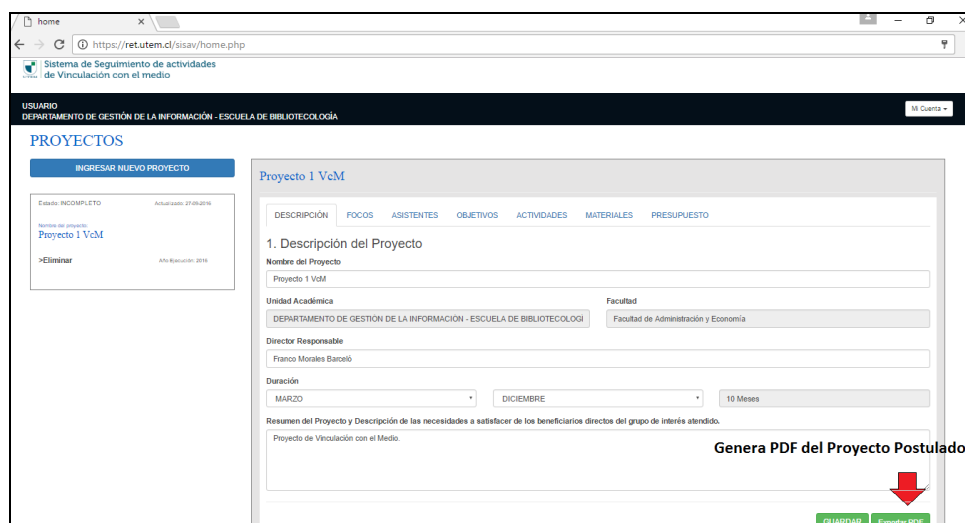 home
https://ret.utem.cl/sisav/home.php
Sistema de Seguimiento de actividades
de Vinculación con el medio
USUARIO
DEPARTAMENTO DE GESTIÓN DE LA INFORMACIÓN - ESCUELA DE BIBLIOTECOLOGÍA
Mi Cuenta
PROYECTOS
INGRESAR NUEVO PROYECTO
Estado: INCOMPLETO Actualizado: 27-09-2016
Nombre del proyecto:
Proyecto 1 VcM
>Eliminar Año Ejecución: 2016
Proyecto 1 VcM
DESCRIPCIÓN FOCOS ASISTENTES OBJETIVOS ACTIVIDADES MATERIALES PRESUPUESTO
1. Descripción del Proyecto
Nombre del Proyecto
Proyecto 1 VcM
Unidad Académica Facultad
DEPARTAMENTO DE GESTIÓN DE LA INFORMACIÓN - ESCUELA DE BIBLIOTECOLOGÍ Facultad de Administración y Economía
Director Responsable
Franco Morales Barceló
Duración
MARZO DICIEMBRE 10 Meses
Resumen del Proyecto y Descripción de las necesidades a satisfacer de los beneficiarios directos del grupo de interés atendido.
Proyecto de Vinculación con el Medio.
Genera PDF del Proyecto Postulado
GUARDAR Exportar PDF